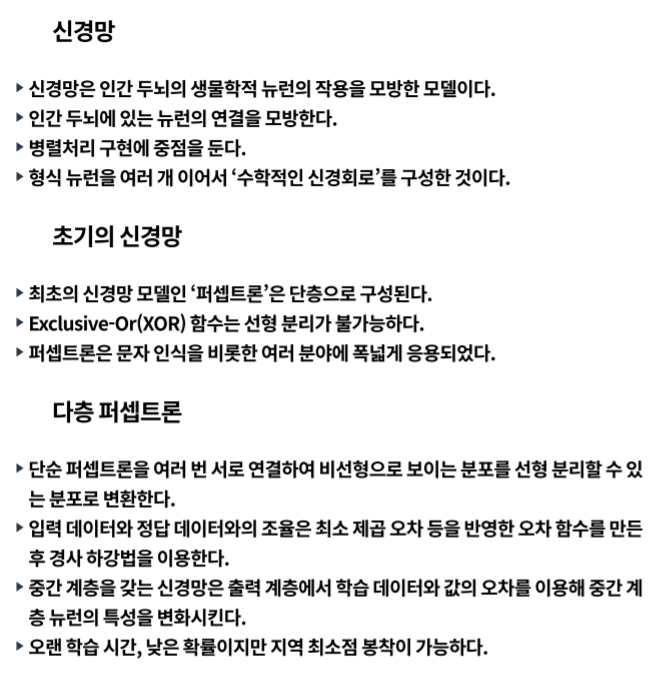 신경망
▸ 신경망은 인간 두뇌의 생물학적 뉴런의 작용을 모방한 모델이다.
▸ 인간 두뇌에 있는 뉴런의 연결을 모방한다.
▸ 병렬처리 구현에 중점을 둔다.
▸ 형식 뉴런을 여러 개 이어서 ‘수학적인 신경회로’를 구성한 것이다.
초기의 신경망
▸ 최초의 신경망 모델인 ‘퍼셉트론’은 단층으로 구성된다.
▸ Exclusive-Or(XOR) 함수는 선형 분리가 불가능하다.
▸ 퍼셉트론은 문자 인식을 비롯한 여러 분야에 폭넓게 응용되었다.
다층 퍼셉트론
▸ 단순 퍼셉트론을 여러 번 서로 연결하여 비선형으로 보이는 분포를 선형 분리할 수 있
는 분포로 변환한다.
▸ 입력 데이터와 정답 데이터와의 조율은 최소 제곱 오차 등을 반영한 오차 함수를 만든
후 경사 하강법을 이용한다.
▸ 중간 계층을 갖는 신경망은 출력 계층에서 학습 데이터와 값의 오차를 이용해 중간 계
층 뉴런의 특성을 변화시킨다.
▸ 오랜 학습 시간, 낮은 확률이지만 지역 최소점 봉착이 가능하다.